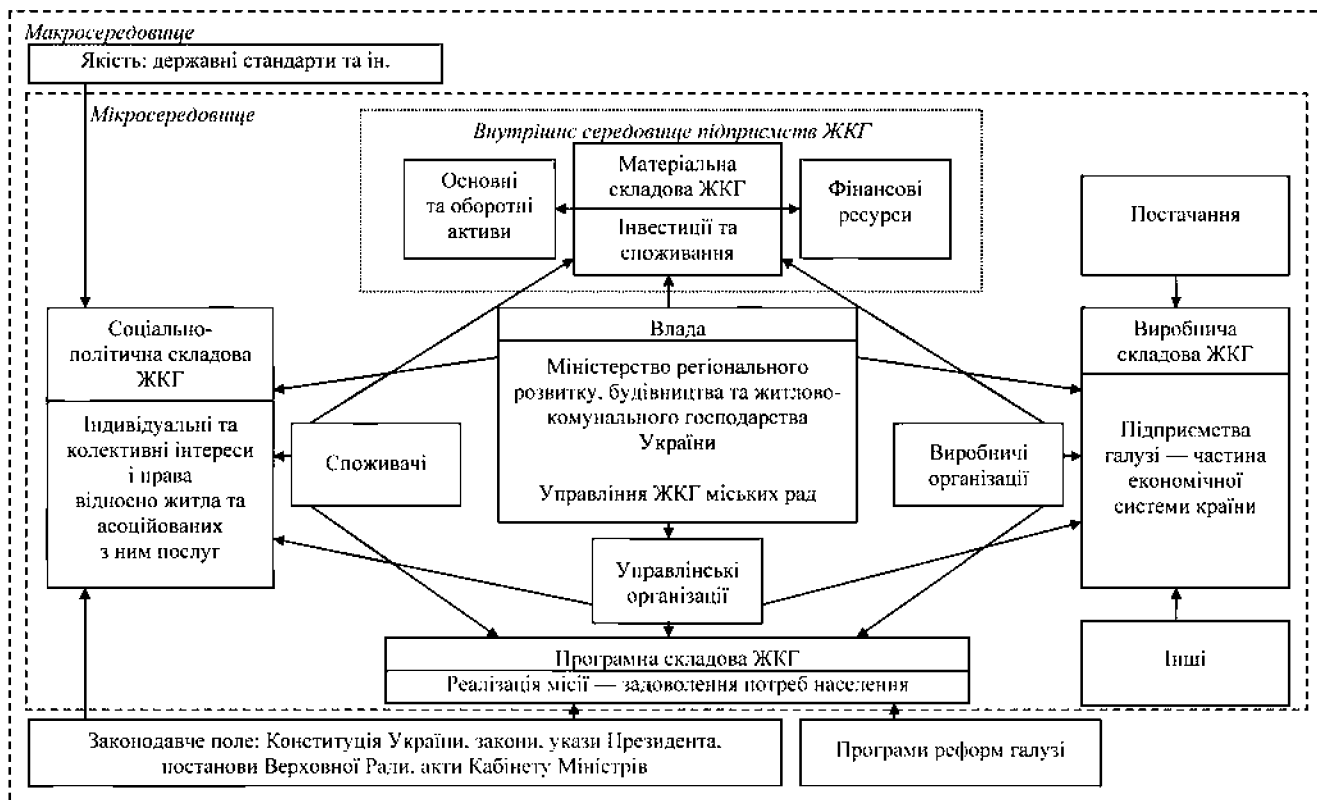 Макросередовище
Якість: державні стандарти та ін.
Мікросередовище
Внутрішнє середовище підприємств ЖКГ
Основні
та оборотні
активи
Матеріальна
складова ЖКГ
Інвестиції та
споживання
Фінансові
ресурси
Постачання
Соціально-
політична складова
ЖКГ
Індивідуальні та
колективні інтереси
і права
відносно житла та
асоційованих
з ним послуг
Споживачі
Влада
Міністерство регіонального
розвитку, будівництва та житлово-
комунального господарства
України
Управління ЖКГ міських рад
Виробничі
організації
Виробнича
складова ЖКГ
Підприємства
галузі — частина
економічної
системи країни
Управлінські
організації
Програмна складова ЖКГ
Реалізація місії — задоволення потреб населення
Інші
Законодавче поле: Конституція України, закони, укази Президента,
постанови Верховної Ради, акти Кабінету Міністрів
Програми реформ галузі